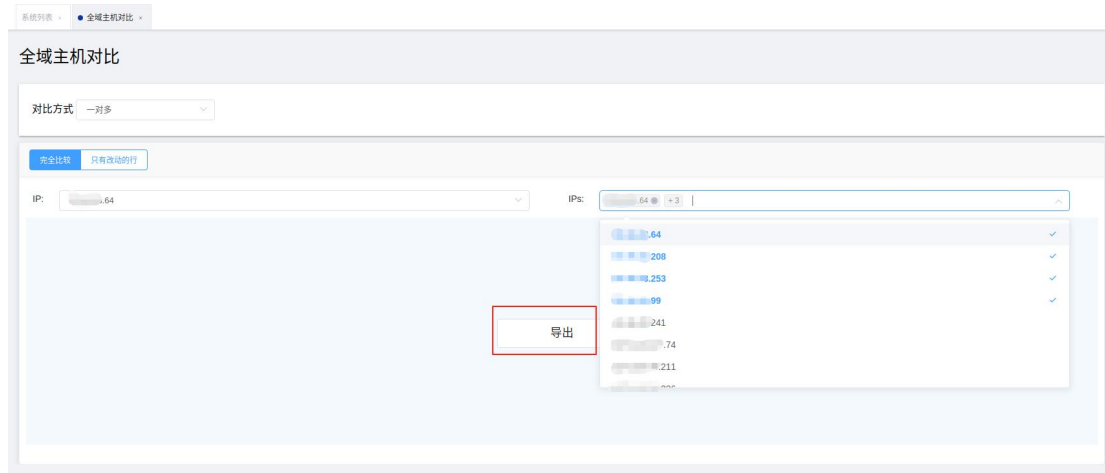 系统列表 × 全域主机对比 ×
全域主机对比
对比方式 一对多
完全比较 只有改动的行
IP: .64 IPs: .64 + 3
.64
208
.253
99
导出
241
.74
.211